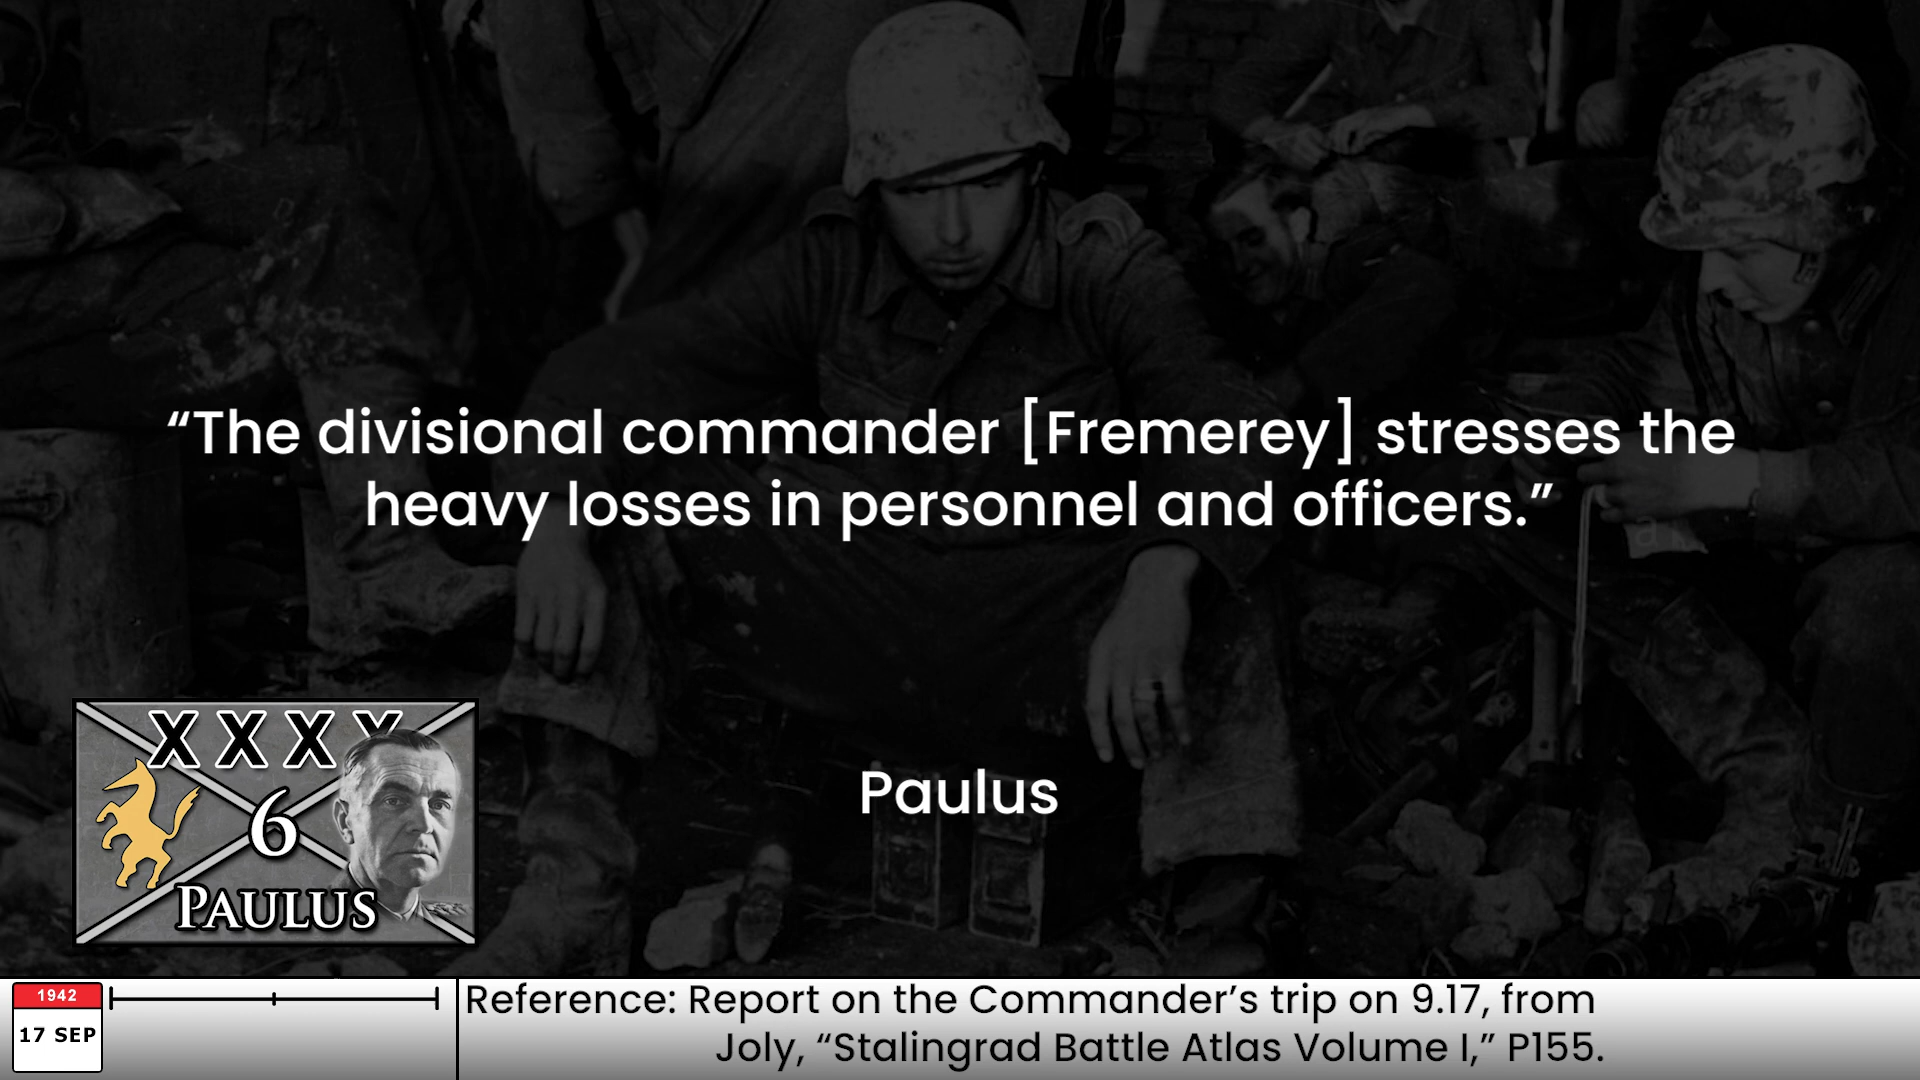 “The divisional commander [Fremerey] stresses the
heavy losses in personnel and officers.”
Paulus
XXXX
6
PAULUS
1942
17 SEP
Reference: Report on the Commander’s trip on 9.17, from
Joly, “Stalingrad Battle Atlas Volume I,” P155.